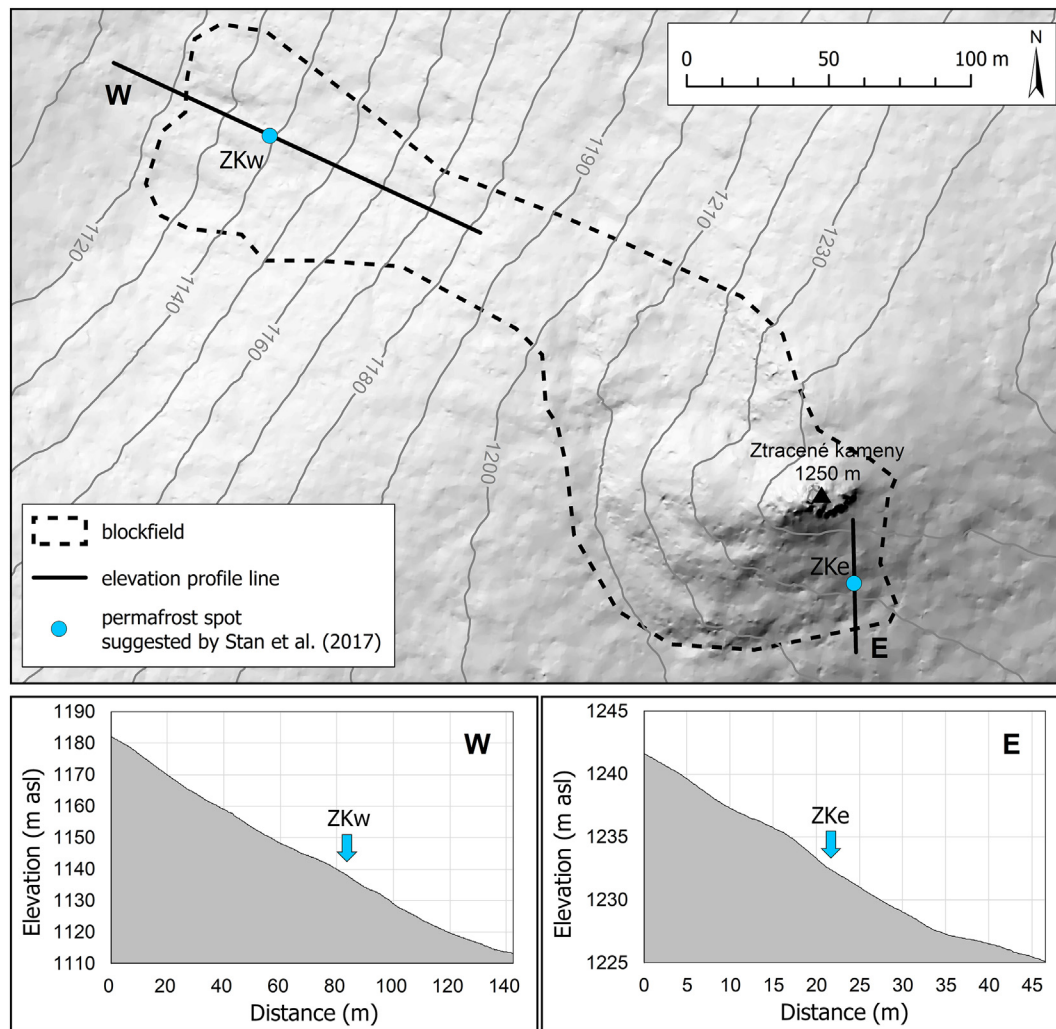 0 50 100 m
N
W
ZKw
1190
1210
1230
1120
1140
1160
1180
1200
Ztracené kameny
1250 m
ZKe
E
blockfield
elevation profile line
permafrost spot
suggested by Stan et al. (2017)
W
ZKw
Elevation (m asl)
1190
1180
1170
1160
1150
1140
1130
1120
1110
0 20 40 60 80 100 120 140
Distance (m)
E
ZKe
Elevation (m asl)
1245
1240
1235
1230
1225
0 5 10 15 20 25 30 35 40 45
Distance (m)